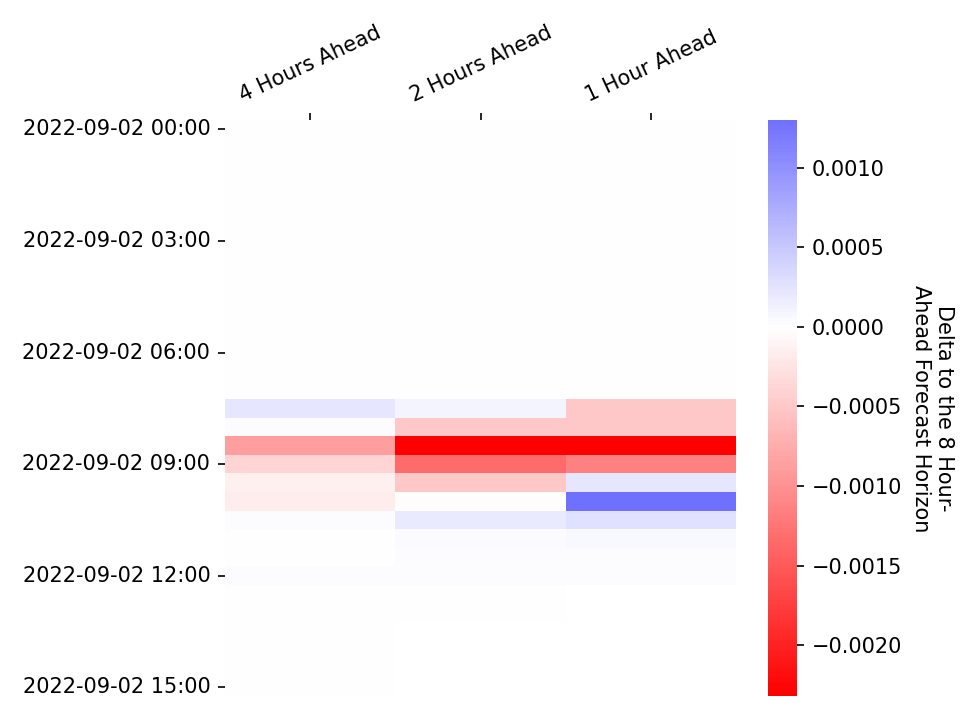 4 Hours Ahead
2 Hours Ahead
1 Hour Ahead
2022-09-02 00:00
2022-09-02 03:00
2022-09-02 06:00
2022-09-02 09:00
2022-09-02 12:00
2022-09-02 15:00
0.0010
0.0005
0.0000
−0.0005
−0.0010
−0.0015
−0.0020
Delta to the 8 Hour-
Ahead Forecast Horizon